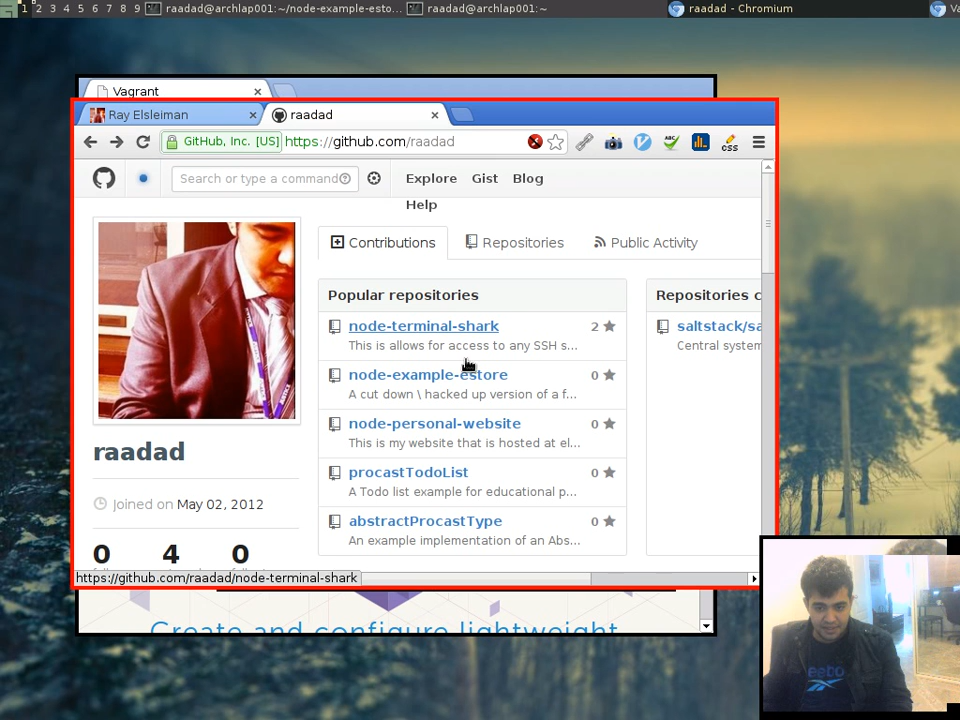 1 2 3 4 5 6 7 8 9 raadad@archlap001:~/node-example-esto... raadad@archlap001:~ raadad - Chromium Va
Vagrant
Ray Elsleiman raadad
GitHub, Inc. [US] https://github.com/raadad
css
Search or type a command Explore Gist Blog
Help
Contributions Repositories Public Activity
Popular repositories Repositories c
node-terminal-shark 2 saltstack/sa
This is allows for access to any SSH s... Central system
node-example-estore 0
A cut down \ hacked up version of a f...
node-personal-website 0
This is my website that is hosted at el...
procastTodoList 0
A Todo list example for educational p...
abstractProcastType 0
An example implementation of an Abs...
raadad
Joined on May 02, 2012
0 4 0
https://github.com/raadad/node-terminal-shark
Create and configure lightweight
Reebok